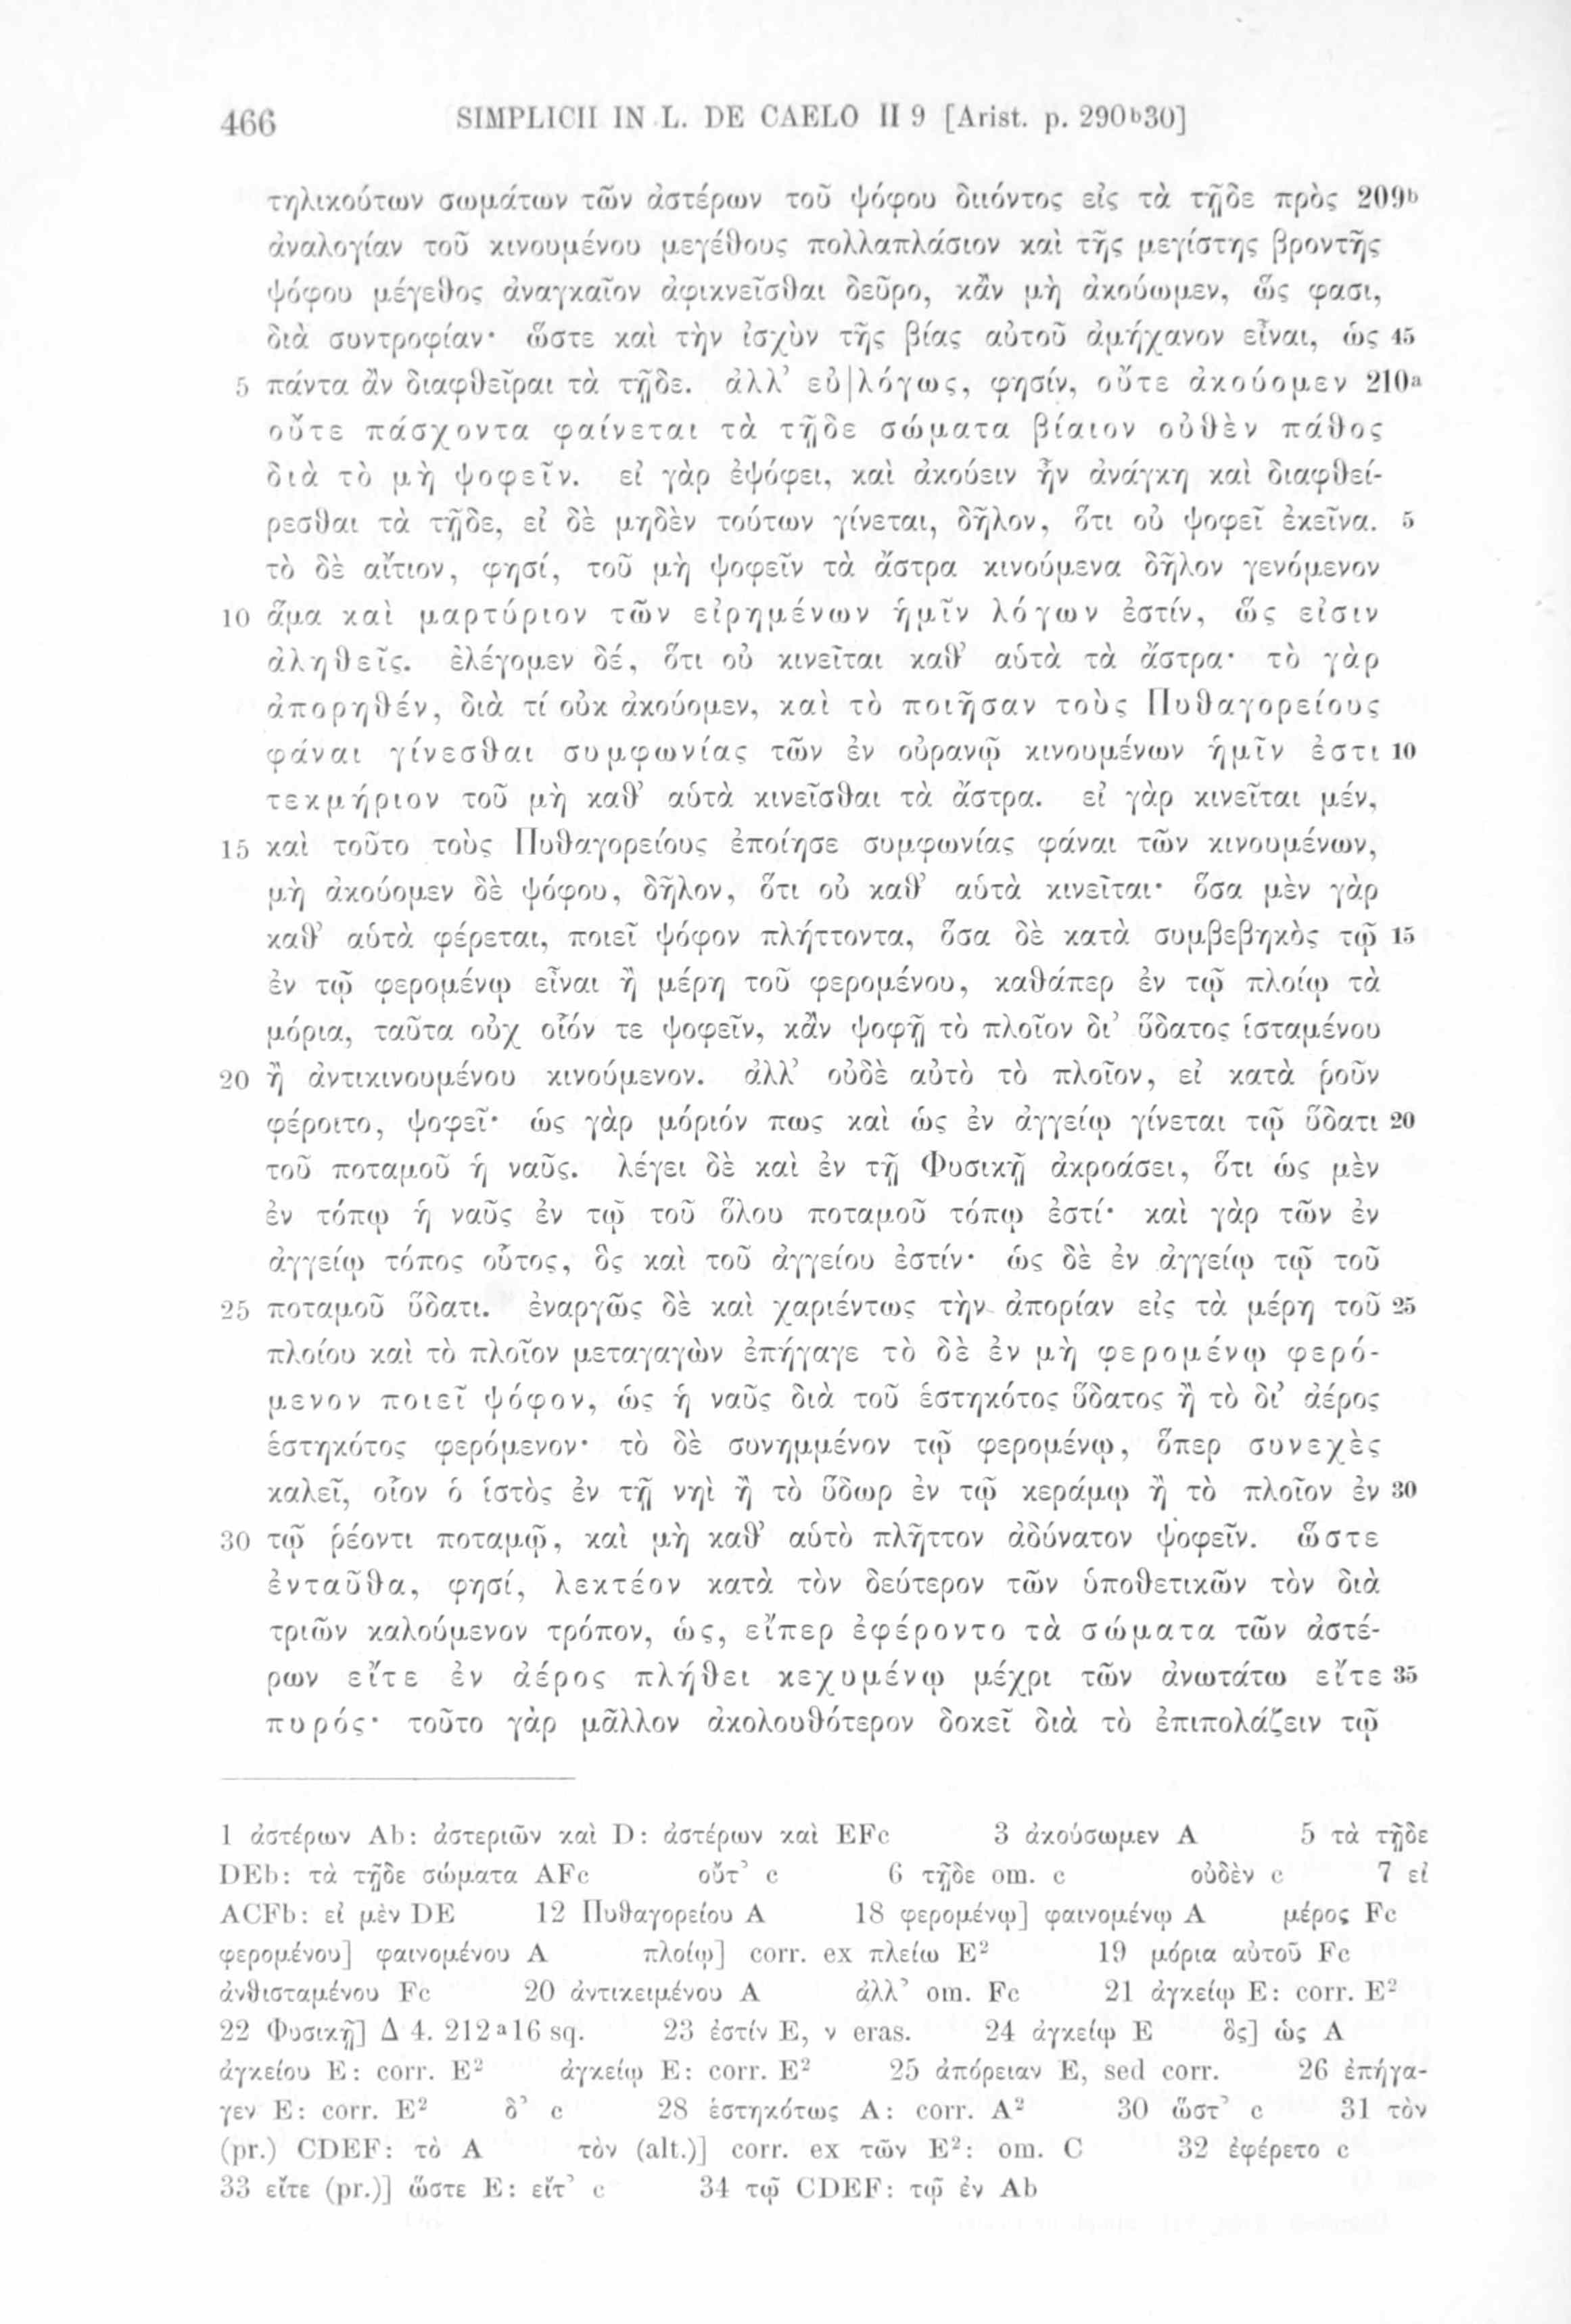 466 SIMPLICII IN L. DE CAELO II 9 [Arist. p. 290ᵇ30]
τηλικούτων σωμάτων τῶν ἀστέρων τοῦ ψόφου διιόντος εἰς τὰ τῇδε πρὸς 209ᵇ
ἀναλογίαν τοῦ κινουμένου μεγέθους πολλαπλάσιον καὶ τῆς μεγίστης βροντῆς
ψόφου μέγεθος ἀναγκαῖον ἀφικνεῖσθαι δεῦρο, κἂν μὴ ἀκούωμεν, ὥς φασι,
διὰ συντροφίαν· ὥστε καὶ τὴν ἰσχὺν τῆς βίας αὐτοῦ ἀμήχανον εἶναι, ὡς 45
5 πάντα ἂν διαφθεῖραι τὰ τῇδε. ἀλλ’ εὐ|λόγως, φησίν, οὔτε ἀκούομεν 210ᵃ
οὔτε πάσχοντα φαίνεται τὰ τῇδε σώματα βίαιον οὐθὲν πάθος
διὰ τὸ μὴ ψοφεῖν. εἰ γὰρ ἐψόφει, καὶ ἀκούειν ἦν ἀνάγκη καὶ διαφθεί-
ρεσθαι τὰ τῇδε, εἰ δὲ μηδὲν τούτων γίνεται, δῆλον, ὅτι οὐ ψοφεῖ ἐκεῖνα. 5
τὸ δὲ αἴτιον, φησί, τοῦ μὴ ψοφεῖν τὰ ἄστρα κινούμενα δῆλον γενόμενον
10 ἅμα καὶ μαρτύριον τῶν εἰρημένων ἡμῖν λόγων ἐστίν, ὥς εἰσιν
ἀληθεῖς. ἐλέγομεν δέ, ὅτι οὐ κινεῖται καθ’ αὑτὰ τὰ ἄστρα· τὸ γὰρ
ἀπορηθέν, διὰ τί οὐκ ἀκούομεν, καὶ τὸ ποιῆσαν τοὺς Πυθαγορείους
φάναι γίνεσθαι συμφωνίας τῶν ἐν οὐρανῷ κινουμένων ἡμῖν ἐστι 10
τεκμήριον τοῦ μὴ καθ’ αὑτὰ κινεῖσθαι τὰ ἄστρα. εἰ γὰρ κινεῖται μέν,
15 καὶ τοῦτο τοὺς Πυθαγορείους ἐποίησε συμφωνίας φάναι τῶν κινουμένων,
μὴ ἀκούομεν δὲ ψόφου, δῆλον, ὅτι οὐ καθ’ αὑτὰ κινεῖται· ὅσα μὲν γὰρ
καθ’ αὑτὰ φέρεται, ποιεῖ ψόφον πλήττοντα, ὅσα δὲ κατὰ συμβεβηκὸς τῷ 15
ἐν τῷ φερομένῳ εἶναι ἢ μέρη τοῦ φερομένου, καθάπερ ἐν τῷ πλοίῳ τὰ
μόρια, ταῦτα οὐχ οἷόν τε ψοφεῖν, κἂν ψοφῇ τὸ πλοῖον δι’ ὕδατος ἱσταμένου
20 ἢ ἀντικινουμένου κινούμενον. ἀλλ’ οὐδὲ αὐτὸ τὸ πλοῖον, εἰ κατὰ ῥοῦν
φέροιτο, ψοφεῖ· ὡς γὰρ μόριόν πως καὶ ὡς ἐν ἀγγείῳ γίνεται τῷ ὕδατι 20
τοῦ ποταμοῦ ἡ ναῦς. λέγει δὲ καὶ ἐν τῇ Φυσικῇ ἀκροάσει, ὅτι ὡς μὲν
ἐν τόπῳ ἡ ναῦς ἐν τῷ τοῦ ὅλου ποταμοῦ τόπῳ ἐστί· καὶ γὰρ τῶν ἐν
ἀγγείῳ τόπος οὗτος, ὃς καὶ τοῦ ἀγγείου ἐστίν· ὡς δὲ ἐν ἀγγείῳ τῷ τοῦ
25 ποταμοῦ ὕδατι. ἐναργῶς δὲ καὶ χαριέντως τὴν ἀπορίαν εἰς τὰ μέρη τοῦ 25
πλοίου καὶ τὸ πλοῖον μεταγαγὼν ἐπήγαγε τὸ δὲ ἐν μὴ φερομένῳ φερό-
μενον ποιεῖ ψόφον, ὡς ἡ ναῦς διὰ τοῦ ἑστηκότος ὕδατος ἢ τὸ δι’ ἀέρος
ἑστηκότος φερόμενον· τὸ δὲ συνημμένον τῷ φερομένῳ, ὅπερ συνεχὲς
καλεῖ, οἷον ὁ ἱστὸς ἐν τῇ νηὶ ἢ τὸ ὕδωρ ἐν τῷ κεράμῳ ἢ τὸ πλοῖον ἐν 30
30 τῷ ῥέοντι ποταμῷ, καὶ μὴ καθ’ αὑτὸ πλῆττον ἀδύνατον ψοφεῖν. ὥστε
ἐνταῦθα, φησί, λεκτέον κατὰ τὸν δεύτερον τῶν ὑποθετικῶν τὸν διὰ
τριῶν καλούμενον τρόπον, ὡς, εἴπερ ἐφέροντο τὰ σώματα τῶν ἀστέ-
ρων εἴτε ἐν ἀέρος πλήθει κεχυμένῳ μέχρι τῶν ἀνωτάτω εἴτε 35
πυρός· τοῦτο γὰρ μᾶλλον ἀκολουθότερον δοκεῖ διὰ τὸ ἐπιπολάζειν τῷ
1 ἀστέρων Ab: ἀστεριῶν καὶ D: ἀστέρων καὶ EFc 3 ἀκούσωμεν A 5 τὰ τῇδε
DEb: τὰ τῇδε σώματα AFc οὔτ’ c 6 τῇδε om. c οὐδὲν c 7 εἰ
ACFb: εἰ μὲν DE 12 Πυθαγορείου A 18 φερομένῳ] φαινομένῳ A μέρος Fc
φερομένου] φαινομένου A πλοίῳ] corr. ex πλείω E² 19 μόρια αὐτοῦ Fc
ἀνθισταμένου Fc 20 ἀντικειμένου A ἀλλ’ om. Fc 21 ἀγκείῳ E: corr. E²
22 Φυσικῇ] Δ 4. 212ᵃ16 sq. 23 ἐστίν E, ν eras. 24 ἀγκείῳ E ὃς] ὡς A
ἀγκείου E: corr. E² ἀγκείῳ E: corr. E² 25 ἀπόρειαν E, sed corr. 26 ἐπήγα-
γεν E: corr. E² δ’ c 28 ἑστηκότως A: corr. A² 30 ὥστ’ c 31 τὸν
(pr.) CDEF: τὸ A τὸν (alt.)] corr. ex τῶν E²: om. C 32 ἐφέρετο c
33 εἴτε (pr.)] ὥστε E: εἴτ’ c 34 τῷ CDEF: τῷ ἐν Ab